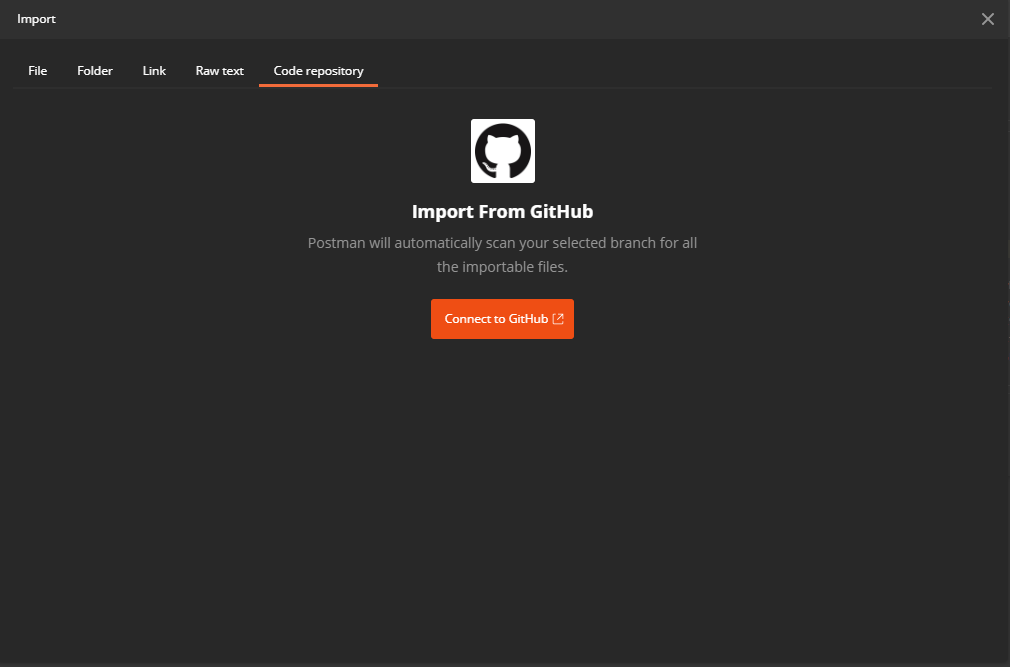 Import
File Folder Link Raw text Code repository
Import From GitHub
Postman will automatically scan your selected branch for all
the importable files.
Connect to GitHub